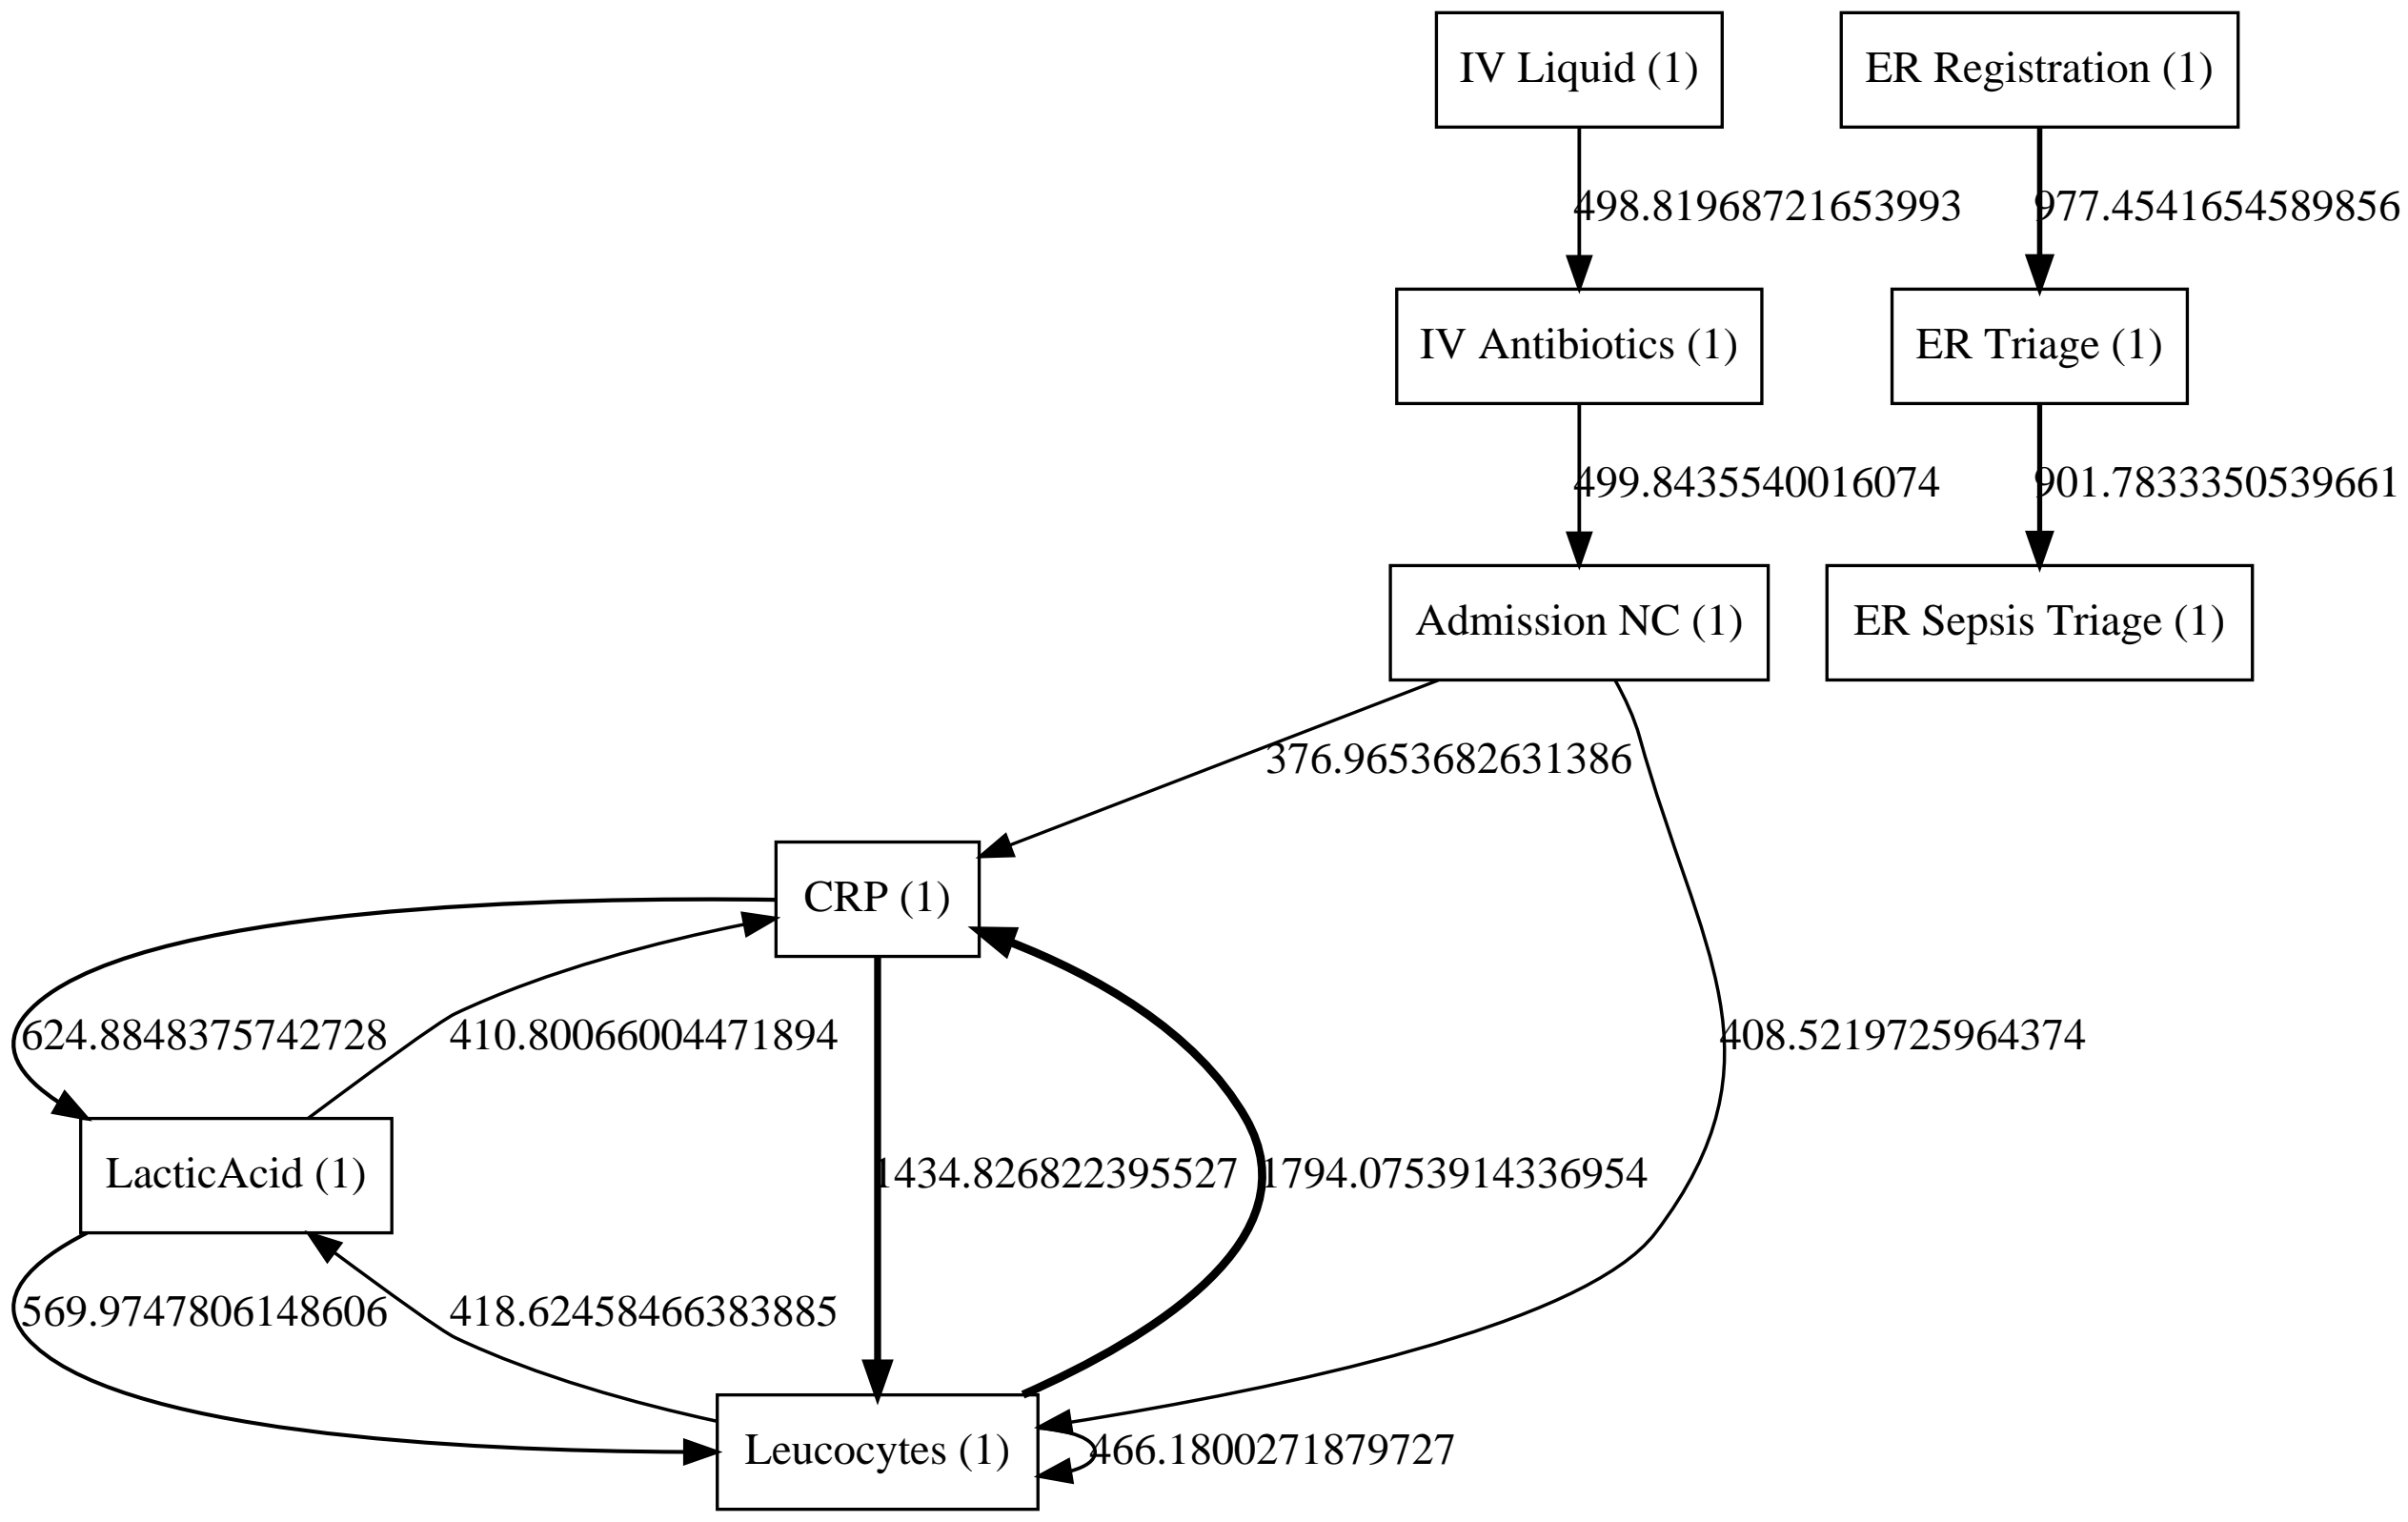 IV Liquid (1)
ER Registration (1)
498.81968721653993
977.4541654589856
IV Antibiotics (1)
ER Triage (1)
499.8435540016074
901.7833350539661
Admission NC (1)
ER Sepsis Triage (1)
376.9653682631386
CRP (1)
624.8848375742728
410.80066004471894
408.5219725964374
LacticAcid (1)
1434.826822395527
1794.0753914336954
569.9747806148606
418.62458466383885
Leucocytes (1)
466.1800271879727